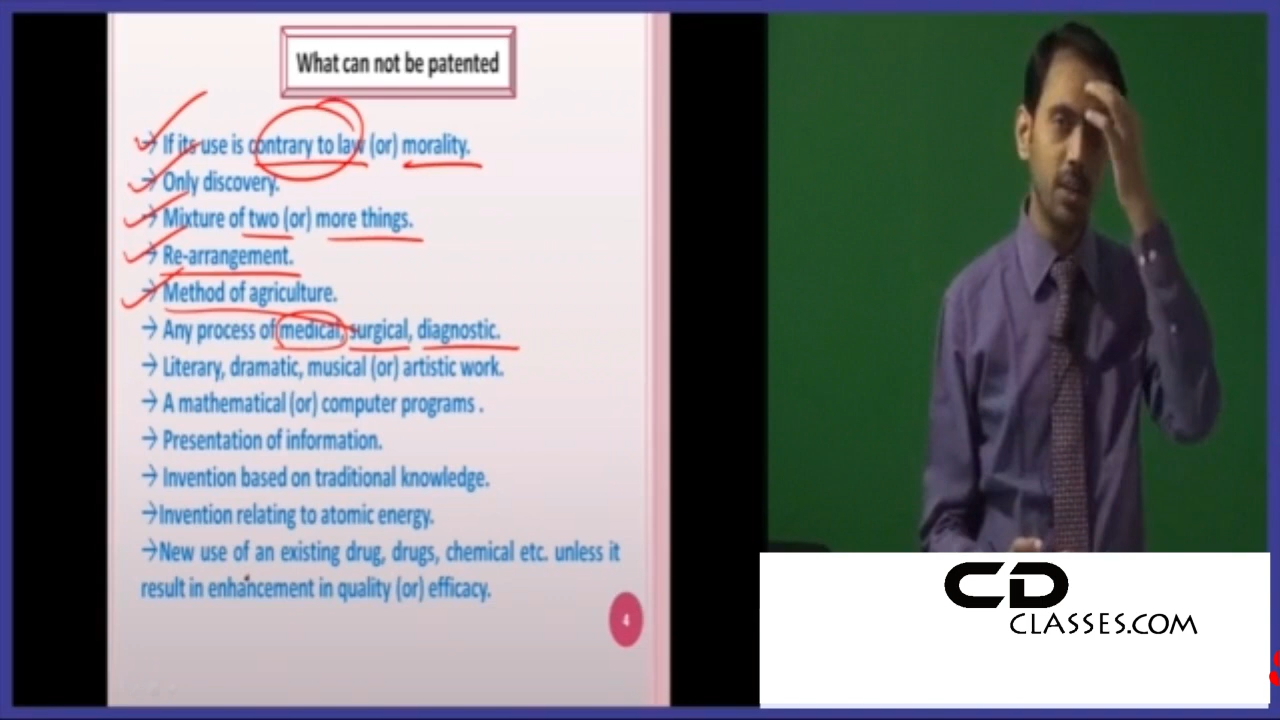 What can not be patented
→ If its use is contrary to law (or) morality.
→ Only discovery.
→ Mixture of two (or) more things.
→ Re-arrangement.
→ Method of agriculture.
→ Any process of medical, surgical, diagnostic.
→ Literary, dramatic, musical (or) artistic work.
→ A mathematical (or) computer programs .
→ Presentation of information.
→ Invention based on traditional knowledge.
→Invention relating to atomic energy.
→New use of an existing drug, drugs, chemical etc. unless it
result in enhancement in quality (or) efficacy.
4
CD
CLASSES.COM